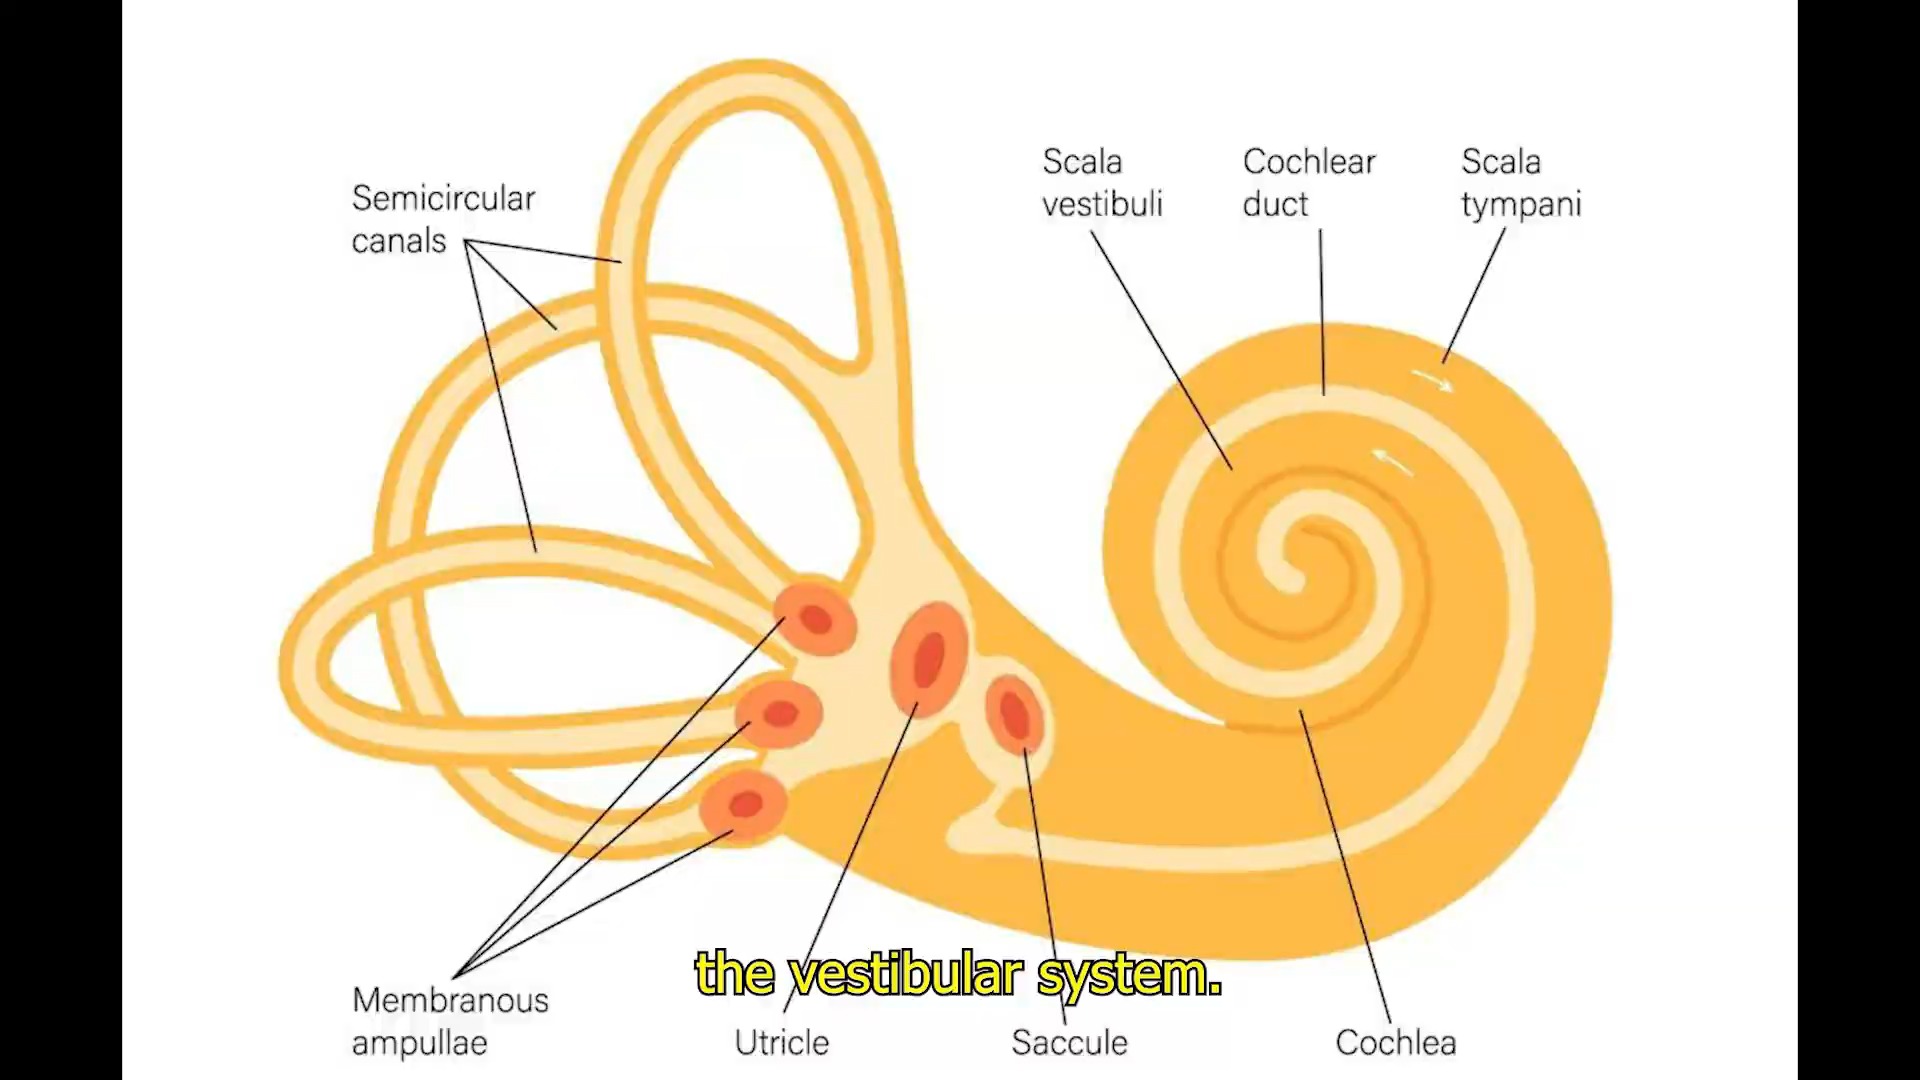 Scala
vestibuli
Cochlear
duct
Scala
tympani
Semicircular
canals
the vestibular system.
Membranous
ampullae
Utricle
Saccule
Cochlea